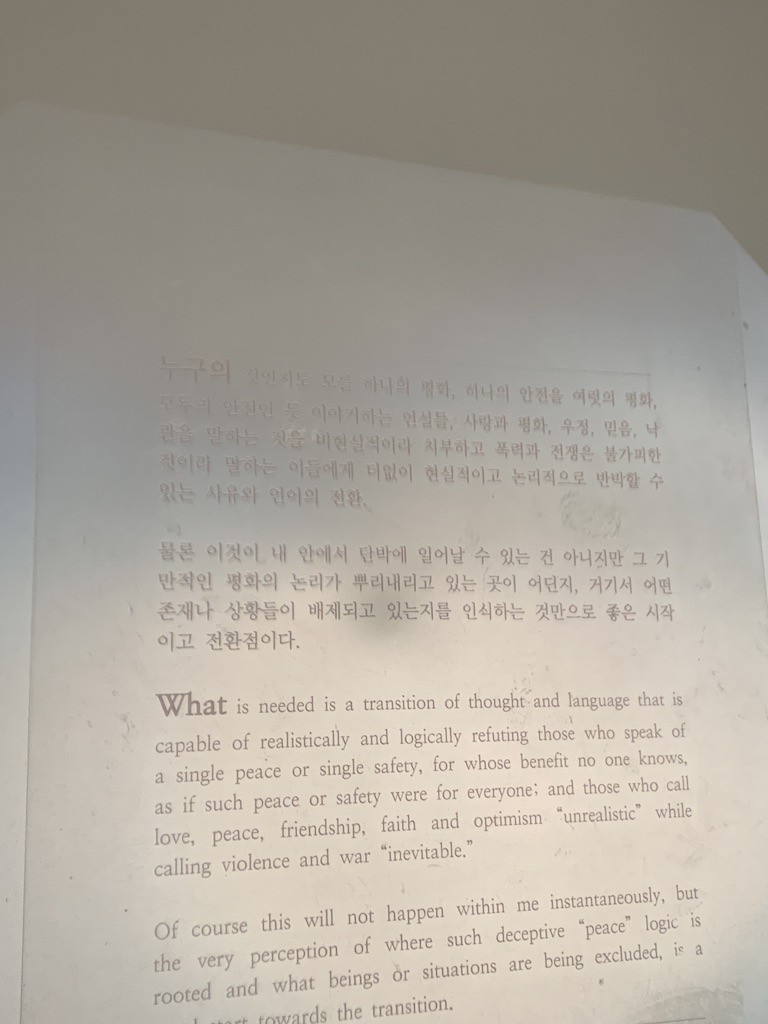 누구의 것인지도 모를 하나의 평화, 하나의 안전을 여럿의 평화,
모두의 안전인 듯 이야기하는 언설들, 사랑과 평화, 우정, 믿음, 낙
관을 말하는 것을 비현실적이라 치부하고 폭력과 전쟁은 불가피한
것이라 말하는 이들에게 더없이 현실적이고 논리적으로 반박할 수
있는 사유와 언어의 전환.
물론 이것이 내 안에서 단박에 일어날 수 있는 건 아니지만 그 기
만적인 평화의 논리가 뿌리내리고 있는 곳이 어딘지, 거기서 어떤
존재나 상황들이 배제되고 있는지를 인식하는 것만으로 좋은 시작
이고 전환점이다.
What is needed is a transition of thought and language that is
capable of realistically and logically refuting those who speak of
a single peace or single safety, for whose benefit no one knows,
as if such peace or safety were for everyone; and those who call
love, peace, friendship, faith and optimism “unrealistic” while
calling violence and war “inevitable.”
Of course this will not happen within me instantaneously, but
the very perception of where such deceptive “peace” logic is
rooted and what beings or situations are being excluded, is a
towards the transition.